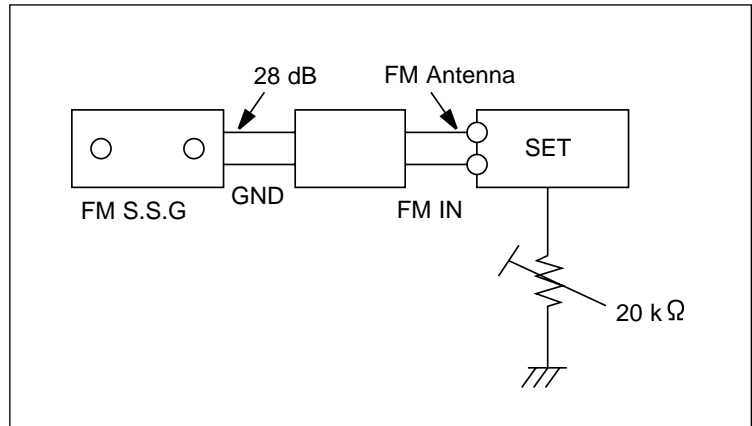 28 dB
FM Antenna
SET
FM S.S.G
GND
FM IN
20 kΩ